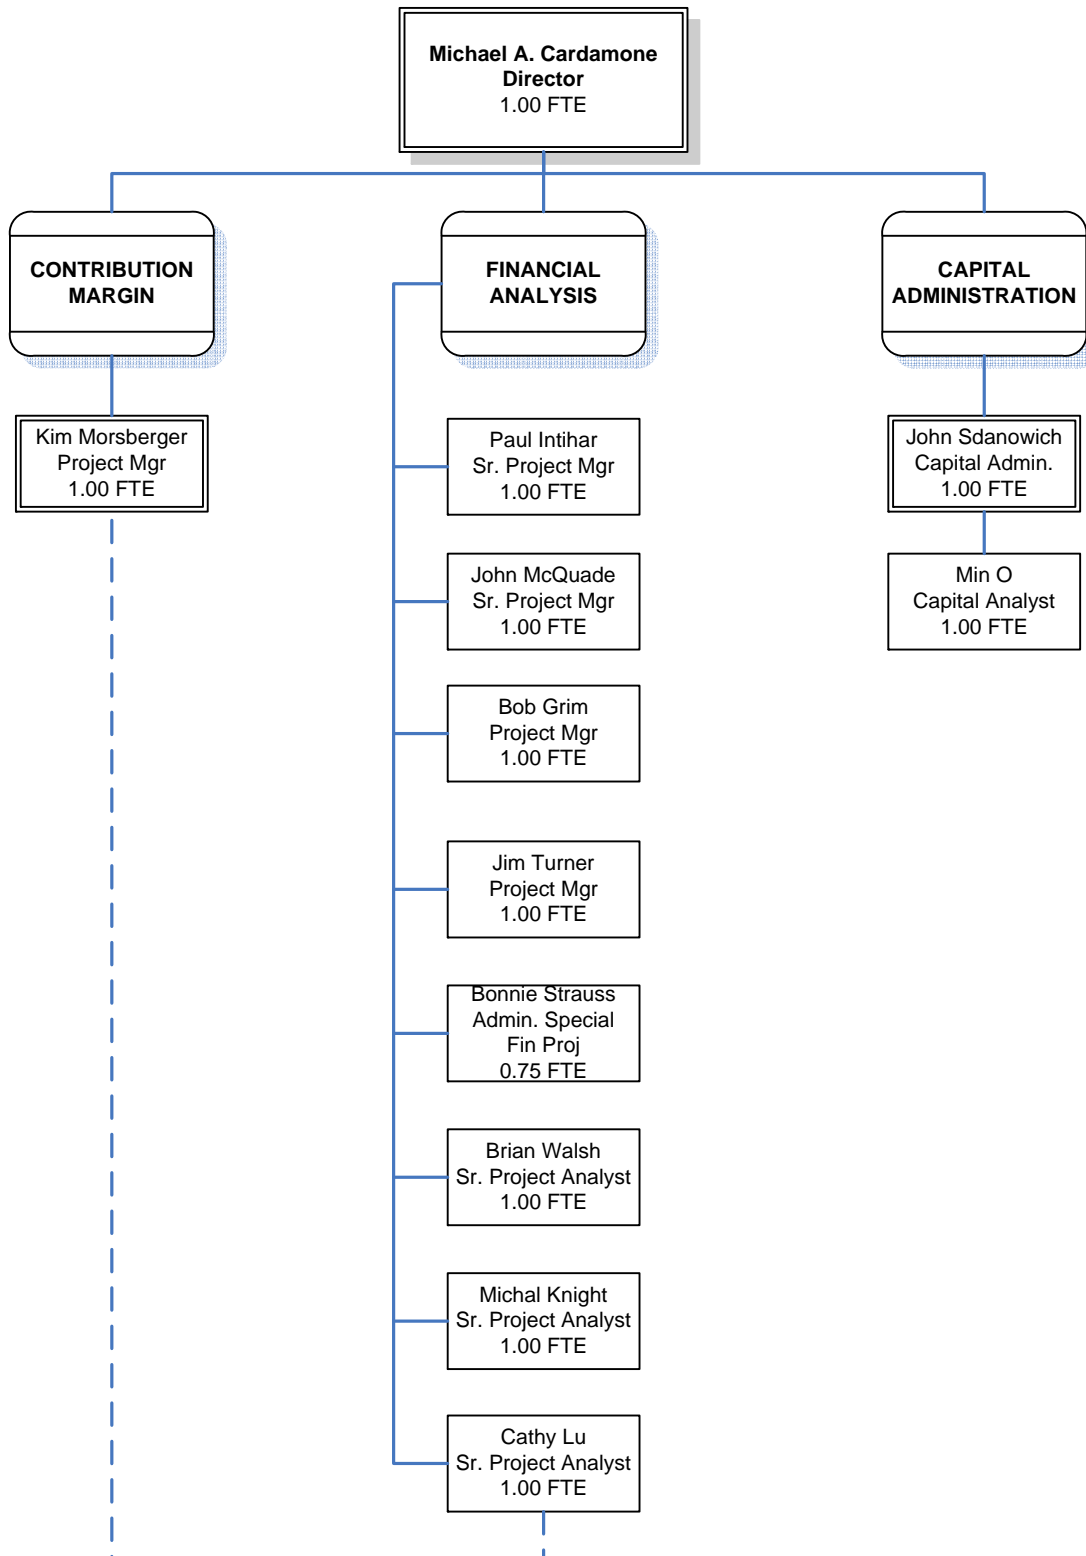 Michael A. Cardamone
Director
1.00 FTE
CONTRIBUTION
MARGIN
FINANCIAL
ANALYSIS
CAPITAL
ADMINISTRATION
Kim Morsberger
Project Mgr
1.00 FTE
Paul Intihar
Sr. Project Mgr
1.00 FTE
John Sdanowich
Capital Admin.
1.00 FTE
John McQuade
Sr. Project Mgr
1.00 FTE
Min O
Capital Analyst
1.00 FTE
Bob Grim
Project Mgr
1.00 FTE
Jim Turner
Project Mgr
1.00 FTE
Bonnie Strauss
Admin. Special
Fin Proj
0.75 FTE
Brian Walsh
Sr. Project Analyst
1.00 FTE
Michal Knight
Sr. Project Analyst
1.00 FTE
Cathy Lu
Sr. Project Analyst
1.00 FTE